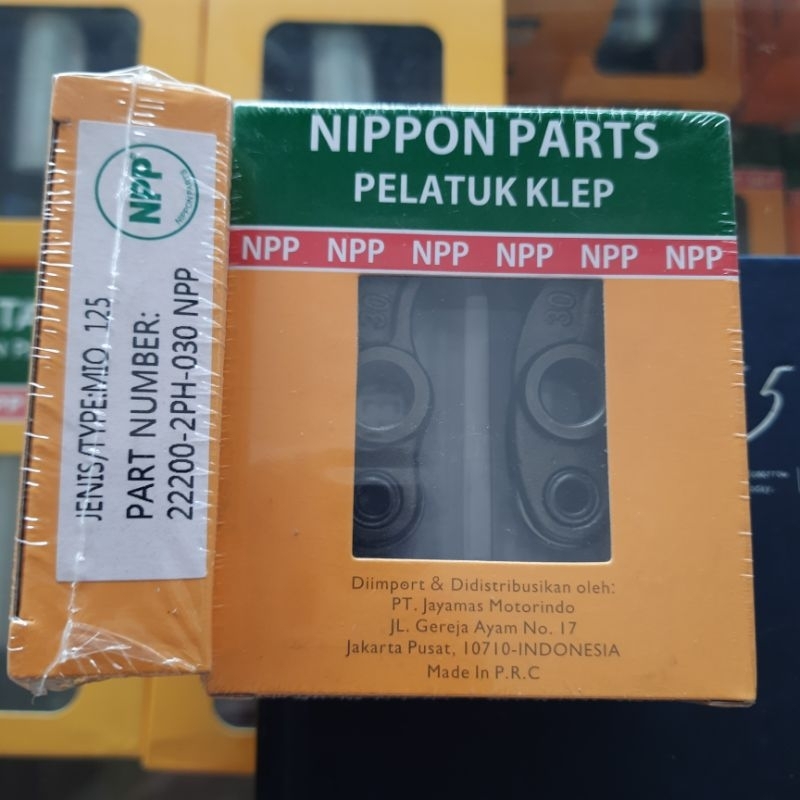 NIPPON PARTS
PELATUK KLEP
NPP NPP NPP NPP NPP NPP
30
30
Diimport & Didistribusikan oleh:
PT. Jayamas Motorindo
JL. Gereja Ayam No. 17
Jakarta Pusat, 10710-INDONESIA
Made In P.R.C
NPP
NIPPON PARTS
JENIS/TYPE:MIO 125
PART NUMBER:
22200-2PH-030 NPP
5